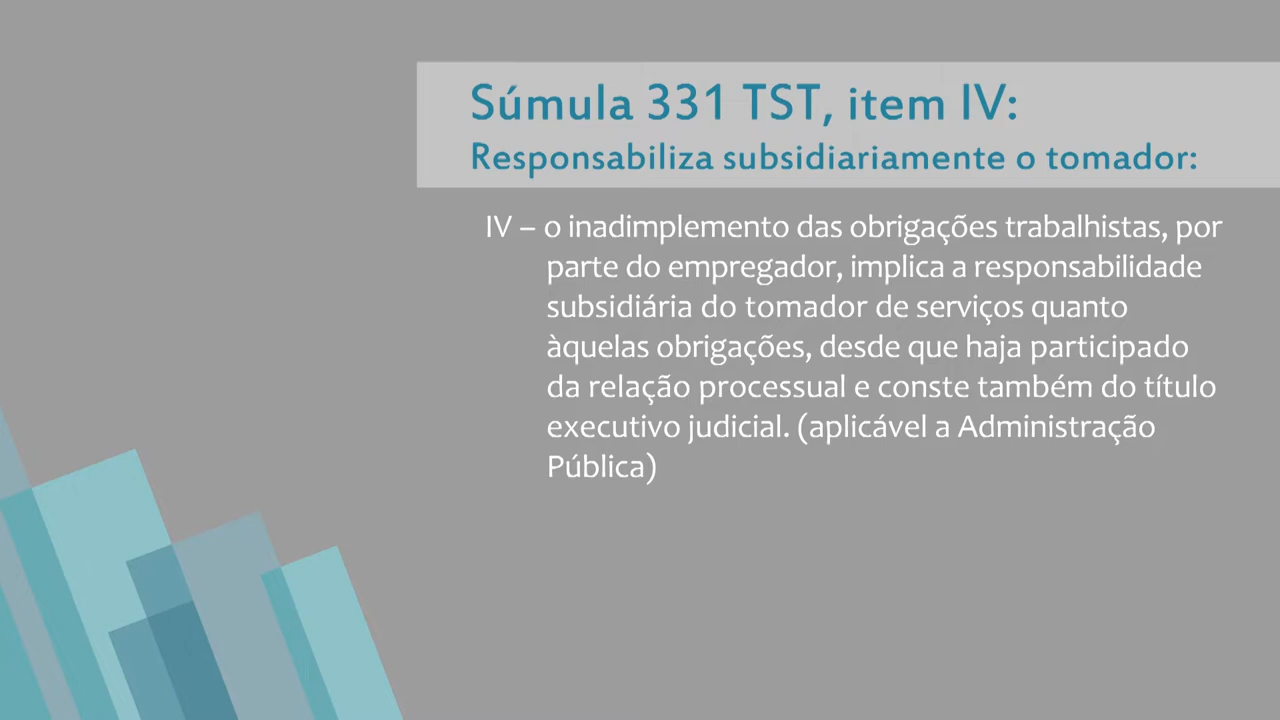 Súmula 331 TST, item IV:
Responsabiliza subsidiariamente o tomador:
IV – o inadimplemento das obrigações trabalhistas, por
parte do empregador, implica a responsabilidade
subsidiária do tomador de serviços quanto
àquelas obrigações, desde que haja participado
da relação processual e conste também do título
executivo judicial. (aplicável a Administração
Pública)